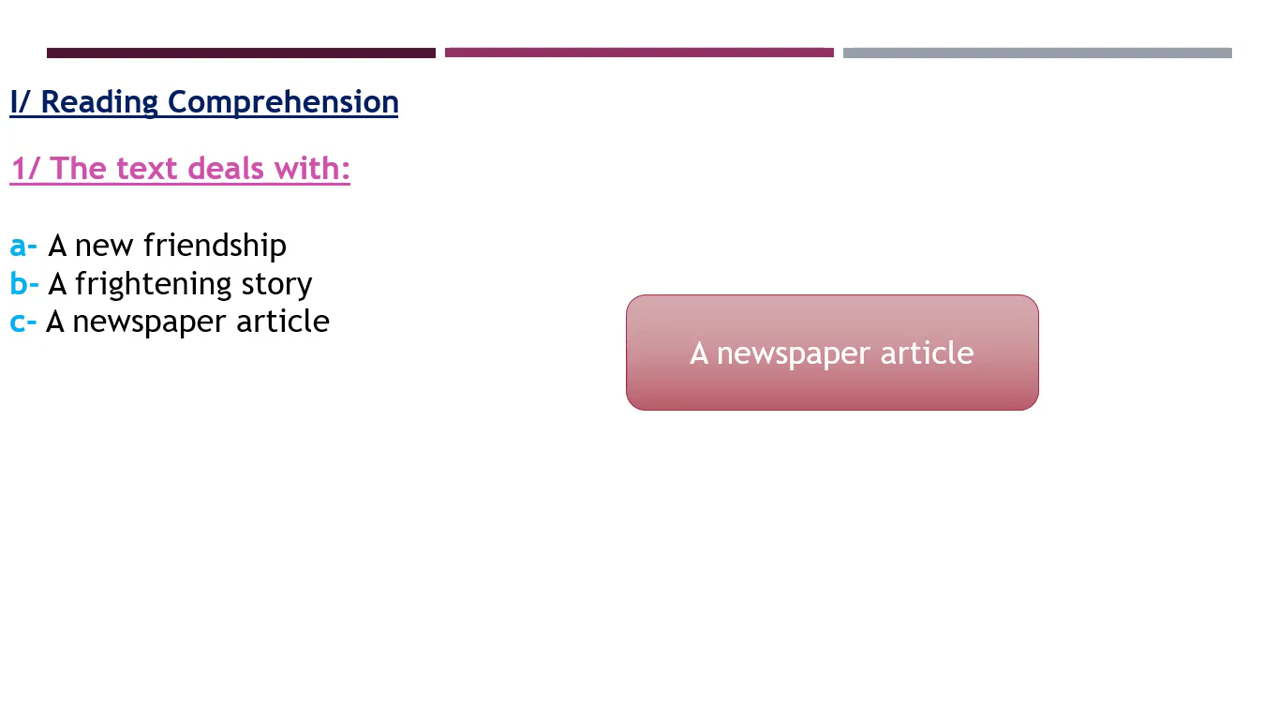 I/ Reading Comprehension
1/ The text deals with:
a- A new friendship
b- A frightening story
c- A newspaper article
A newspaper article